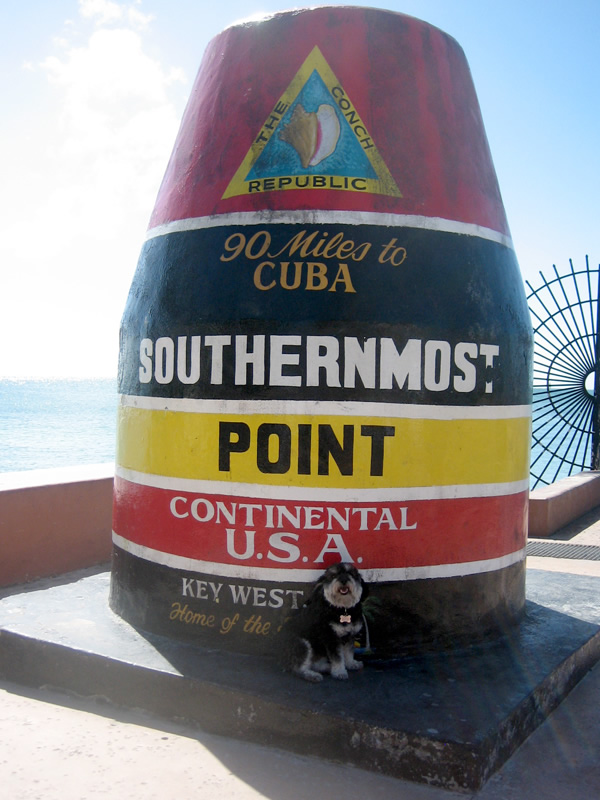 THE CONCH
REPUBLIC
90 Miles to
CUBA
SOUTHERNMOST
POINT
CONTINENTAL
U.S.A.
KEY WEST,
Home of the